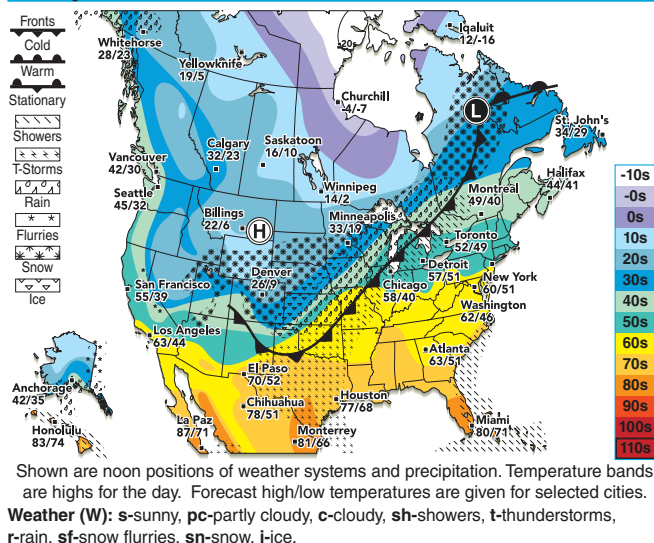 Fronts
Cold
Warm
Stationary
Showers
T-Storms
Rain
Flurries
Snow
Ice
Whitehorse
28/23
Yellowknife
19/5
-20s
Iqaluit
12/-16
Churchill
-4/-7
L
St. John's
34/29
Vancouver
42/30
Calgary
32/23
Saskatoon
16/10
Seattle
45/32
Winnipeg
14/2
Montreal
49/40
Halifax
44/41
Billings
22/6
H
Minneapolis
33/19
Toronto
52/49
San Francisco
55/39
Denver
26/9
Chicago
58/40
Detroit
57/51
New York
60/51
Washington
62/46
Los Angeles
63/44
Atlanta
63/51
El Paso
70/52
Anchorage
42/35
Chihuahua
78/51
Houston
77/68
Honolulu
83/74
La Paz
87/71
Monterrey
81/66
Miami
80/71
-10s
-0s
0s
10s
20s
30s
40s
50s
60s
70s
80s
90s
100s
110s
Shown are noon positions of weather systems and precipitation. Temperature bands
are highs for the day. Forecast high/low temperatures are given for selected cities.
Weather (W): s-sunny, pc-partly cloudy, c-cloudy, sh-showers, t-thunderstorms,
r-rain, sf-snow flurries, sn-snow, i-ice.